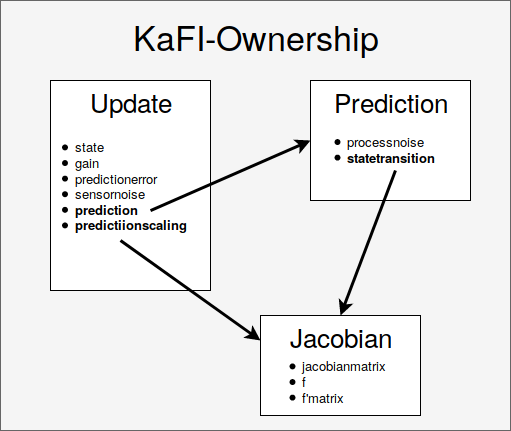 KaFI-Ownership
Update
state
gain
predictionerror
sensornoise
prediction
predictiionscaling
Prediction
processnoise
statetransition
Jacobian
jacobianmatrix
f
f'matrix